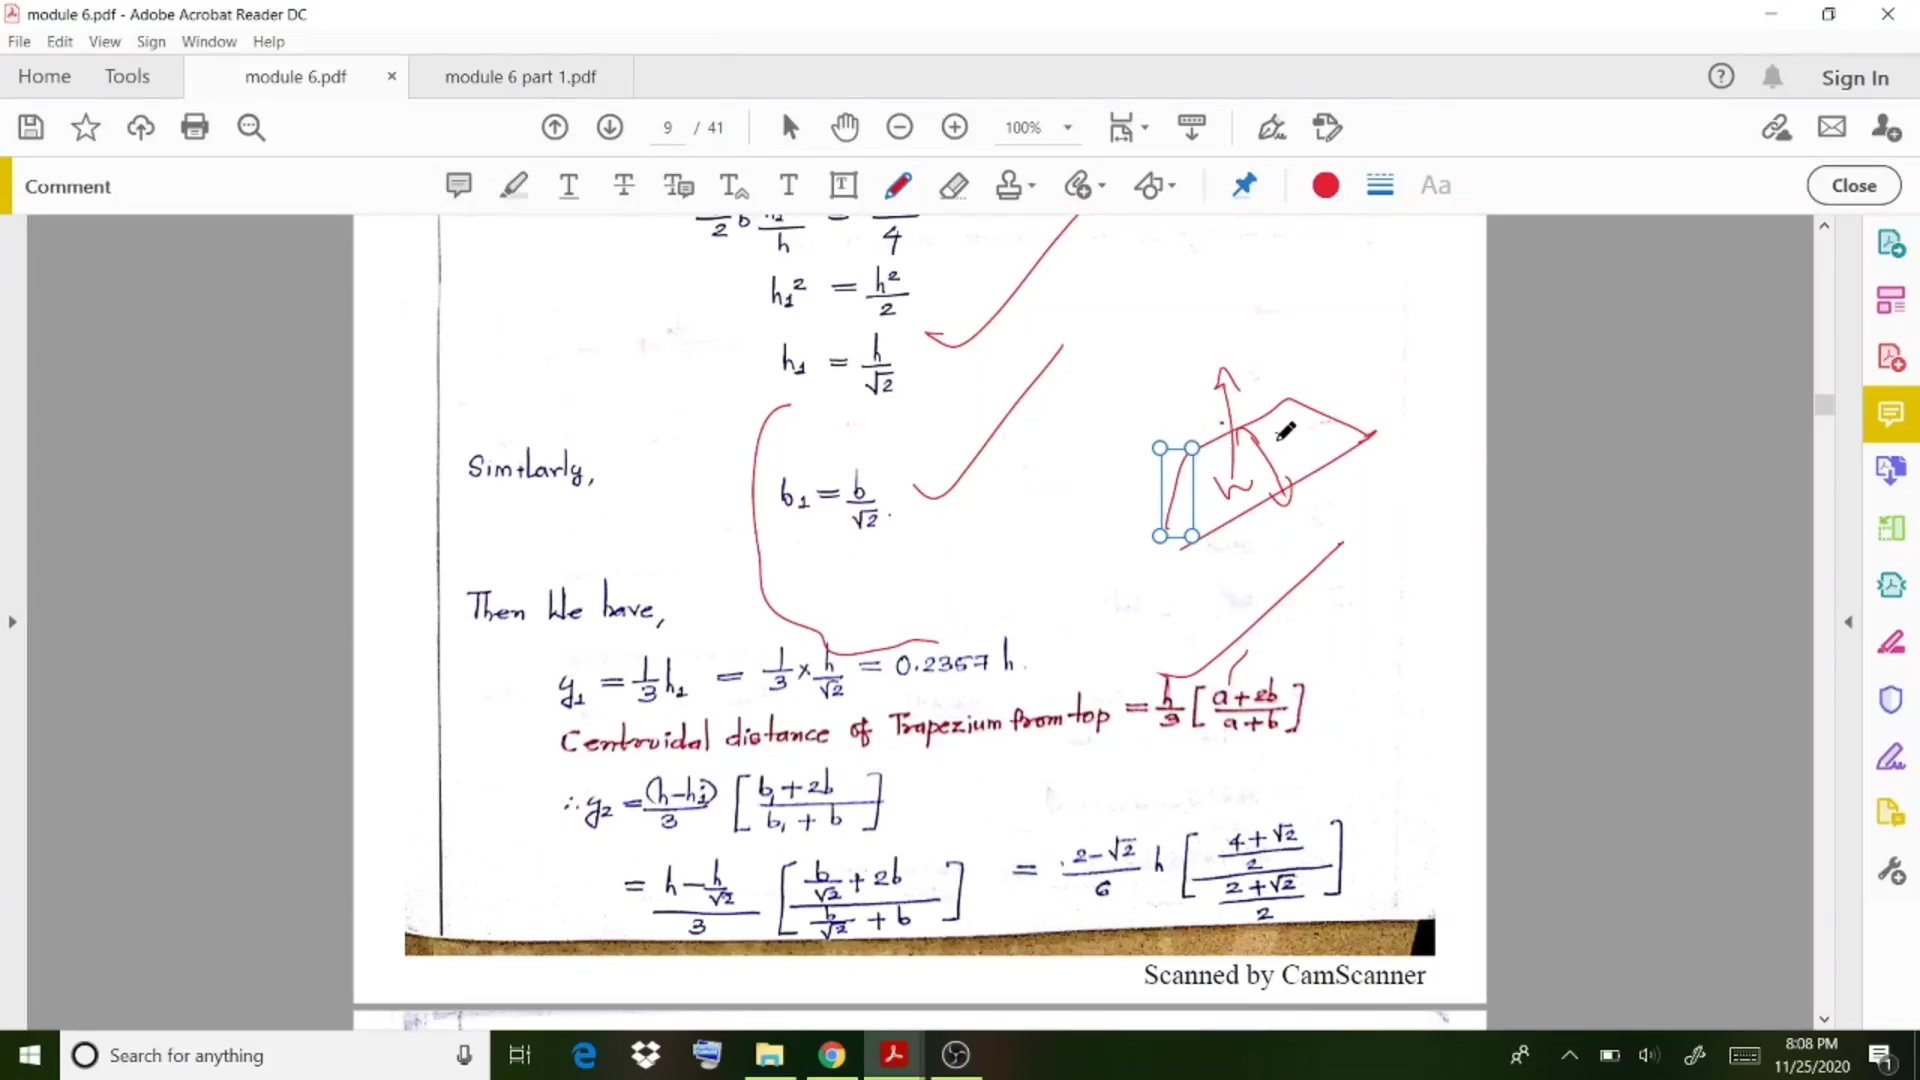 module 6.pdf - Adobe Acrobat Reader DC
File Edit View Sign Window Help
Home Tools module 6.pdf × module 6 part 1.pdf Sign In
9 / 41 100%
Comment Close
2 b h / = 4
h₁² = h²/2
h₁ = h/√2
Similarly,
b₁ = b/√2.
Then We have,
y₁ = 1/3 h₁ = 1/3 × h/√2 = 0.2357 h.
Centroidal distance of Trapezium from top = h/3 [a+2b / a+b]
∴ y₂ = (h-h₁)/3 [b₁+2b / b₁+b]
= h-h/√2 / 3 [b/√2+2b / b/√2+b] = 2-√2/6 h [4+√2/2 / 2+√2/2]
Scanned by CamScanner
Search for anything
8:08 PM
11/25/2020
1